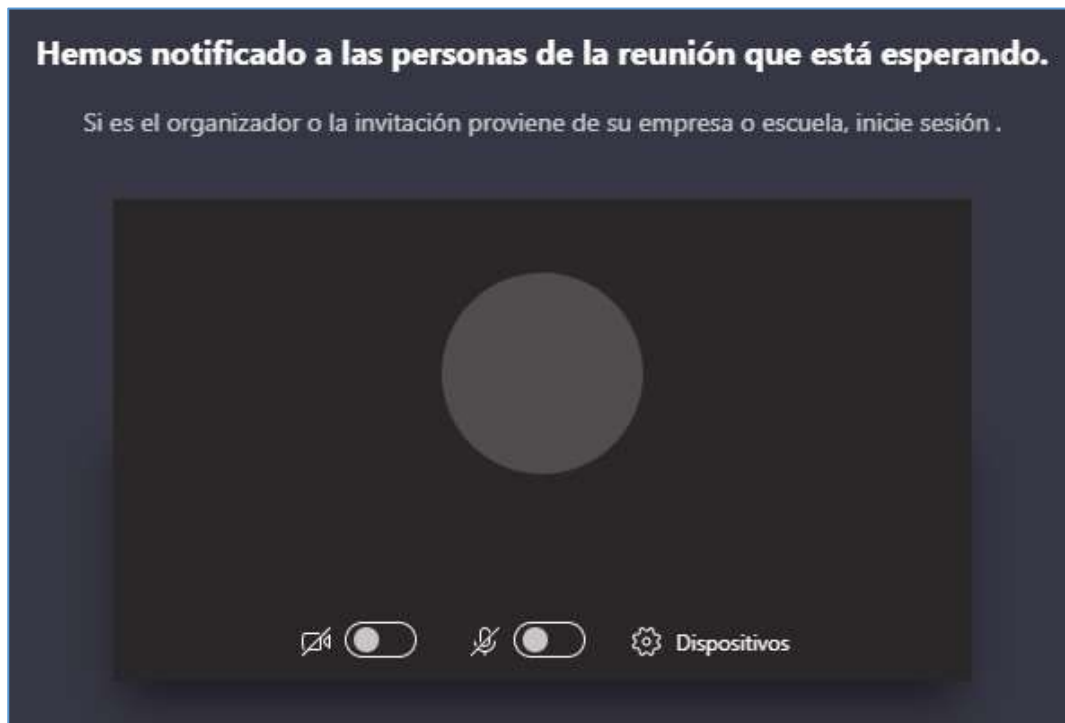 Hemos notificado a las personas de la reunión que está esperando.
Si es el organizador o la invitación proviene de su empresa o escuela, inicie sesión .
Dispositivos